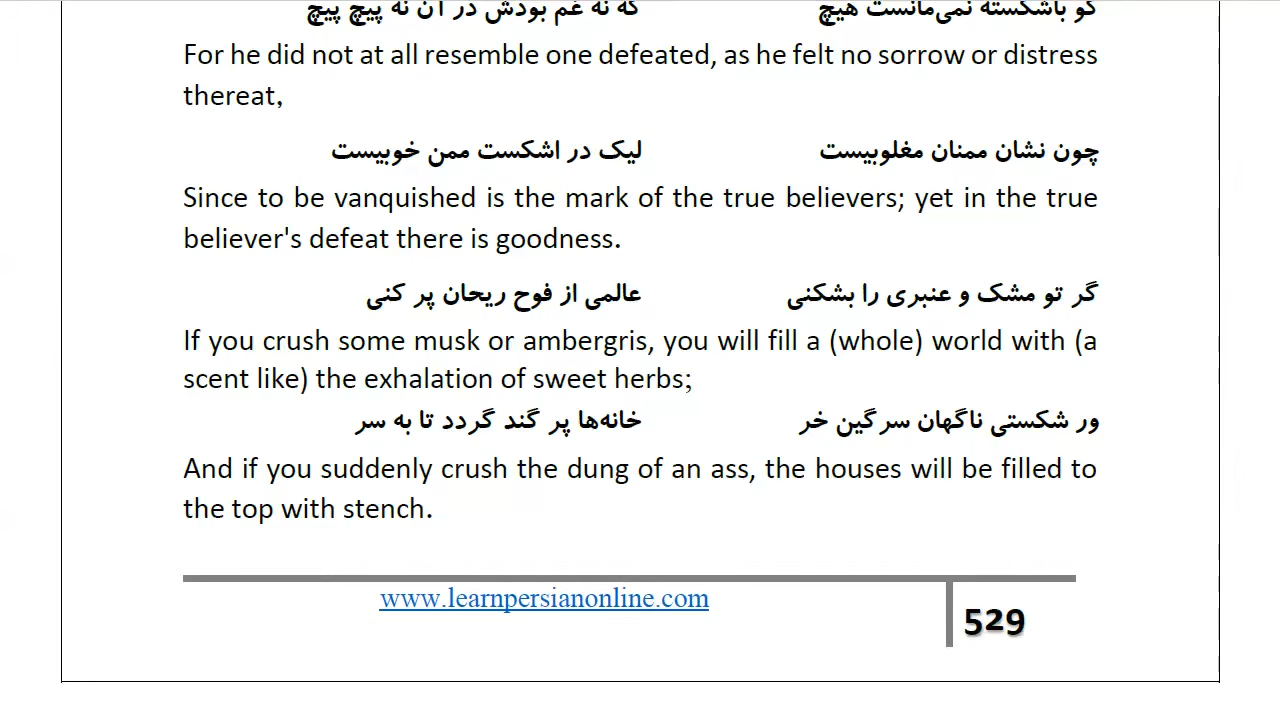 کو باشکسته نمی‌مانست هیچ که نه غم بودش در آن نه پیچ پیچ
For he did not at all resemble one defeated, as he felt no sorrow or distress
thereat,
چون نشان ممنان مغلوبیست لیک در اشکست ممن خوبیست
Since to be vanquished is the mark of the true believers; yet in the true
believer's defeat there is goodness.
گر تو مشک و عنبری را بشکنی عالمی از فوح ریحان پر کنی
If you crush some musk or ambergris, you will fill a (whole) world with (a
scent like) the exhalation of sweet herbs;
ور شکستی ناگهان سرگین خر خانه‌ها پر گند گردد تا به سر
And if you suddenly crush the dung of an ass, the houses will be filled to
the top with stench.
www.learnpersianonline.com
529